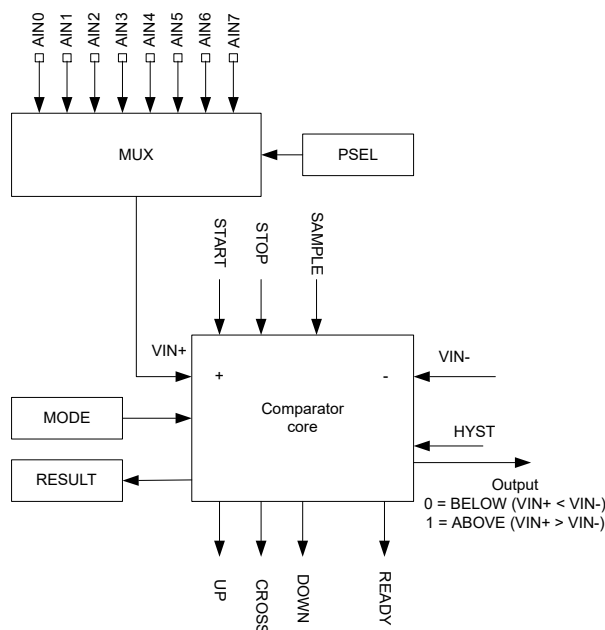 AIN0
AIN1
AIN2
AIN3
AIN4
AIN5
AIN6
AIN7
MUX
PSEL
START
STOP
SAMPLE
VIN+
VIN-
+
-
MODE
Comparator
core
HYST
RESULT
Output
0 = BELOW (VIN+ < VIN-)
1 = ABOVE (VIN+ > VIN-)
UP
CROSS
DOWN
READY